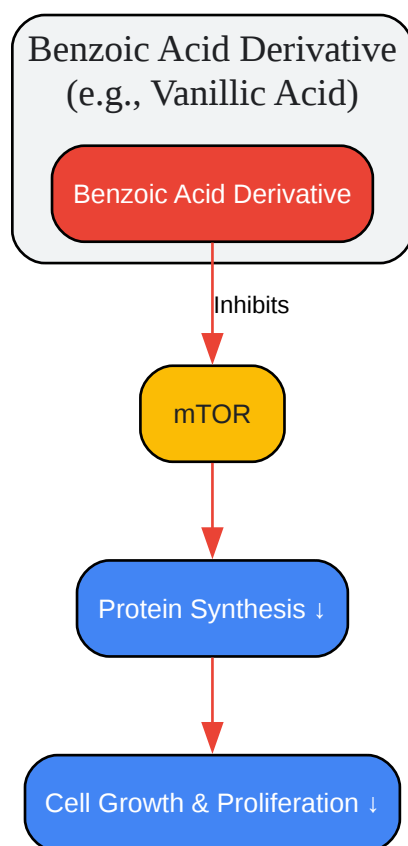 Benzoic Acid Derivative
(e.g., Vanillic Acid)
Benzoic Acid Derivative
Inhibits
mTOR
Protein Synthesis ↓
Cell Growth & Proliferation ↓